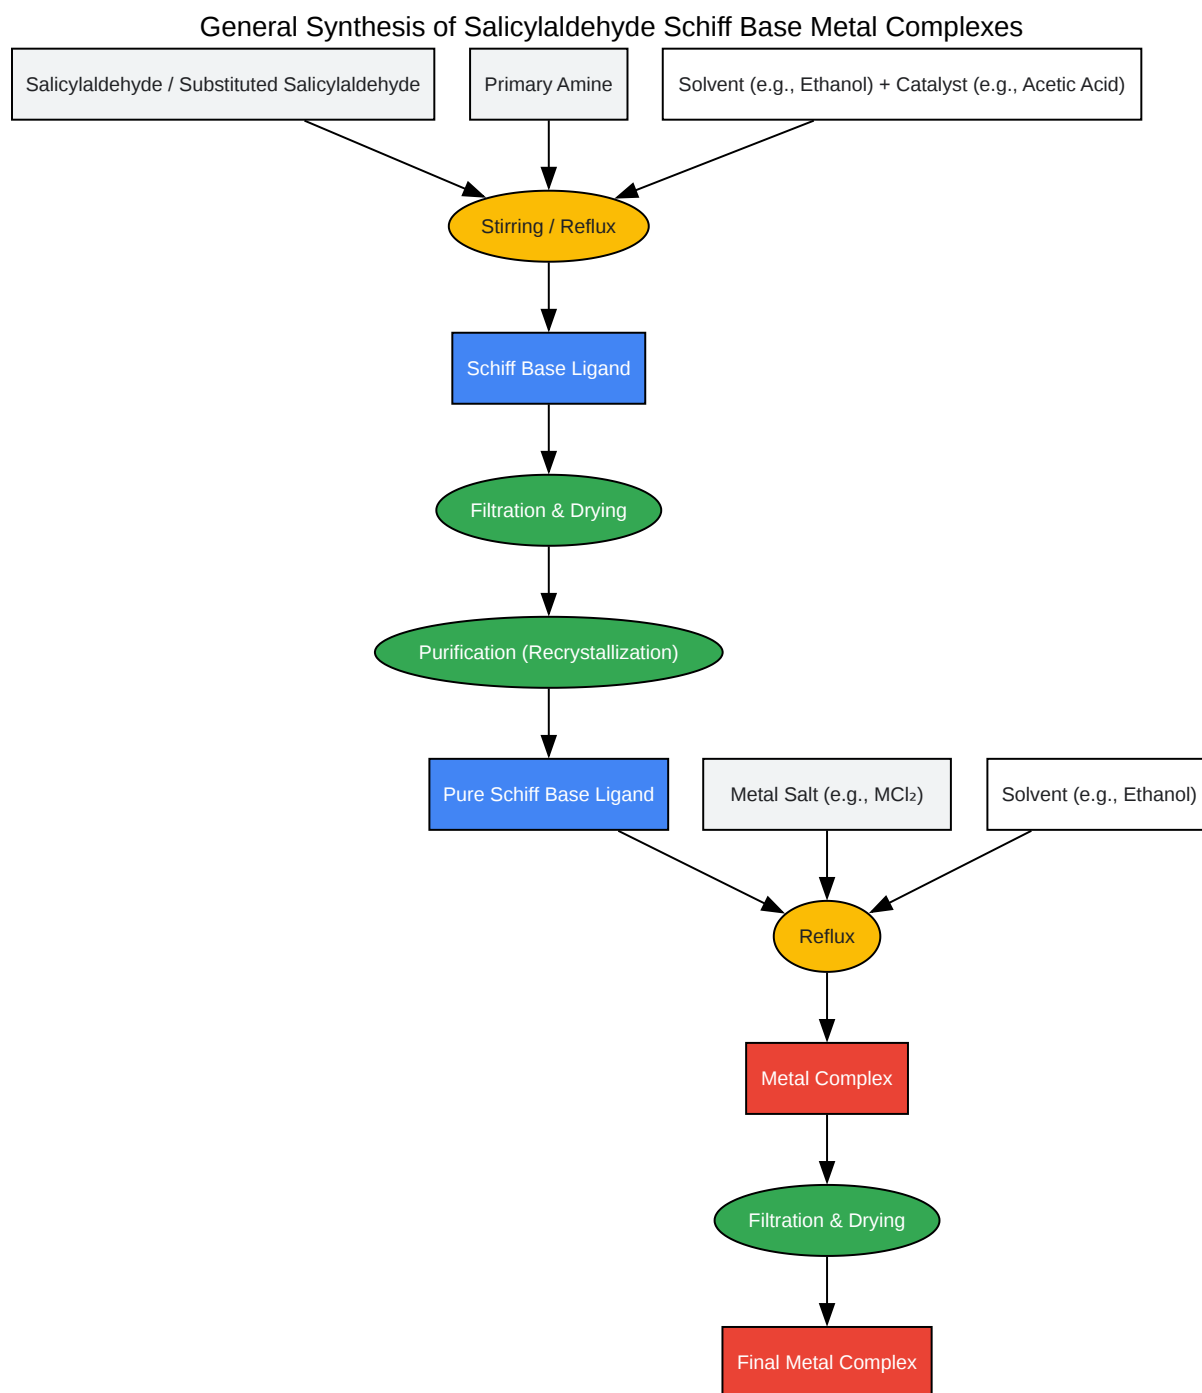 General Synthesis of Salicylaldehyde Schiff Base Metal Complexes
Salicylaldehyde / Substituted Salicylaldehyde
Primary Amine
Solvent (e.g., Ethanol) + Catalyst (e.g., Acetic Acid)
Stirring / Reflux
Schiff Base Ligand
Filtration & Drying
Purification (Recrystallization)
Pure Schiff Base Ligand
Metal Salt (e.g., MCl₂)
Solvent (e.g., Ethanol)
Reflux
Metal Complex
Filtration & Drying
Final Metal Complex